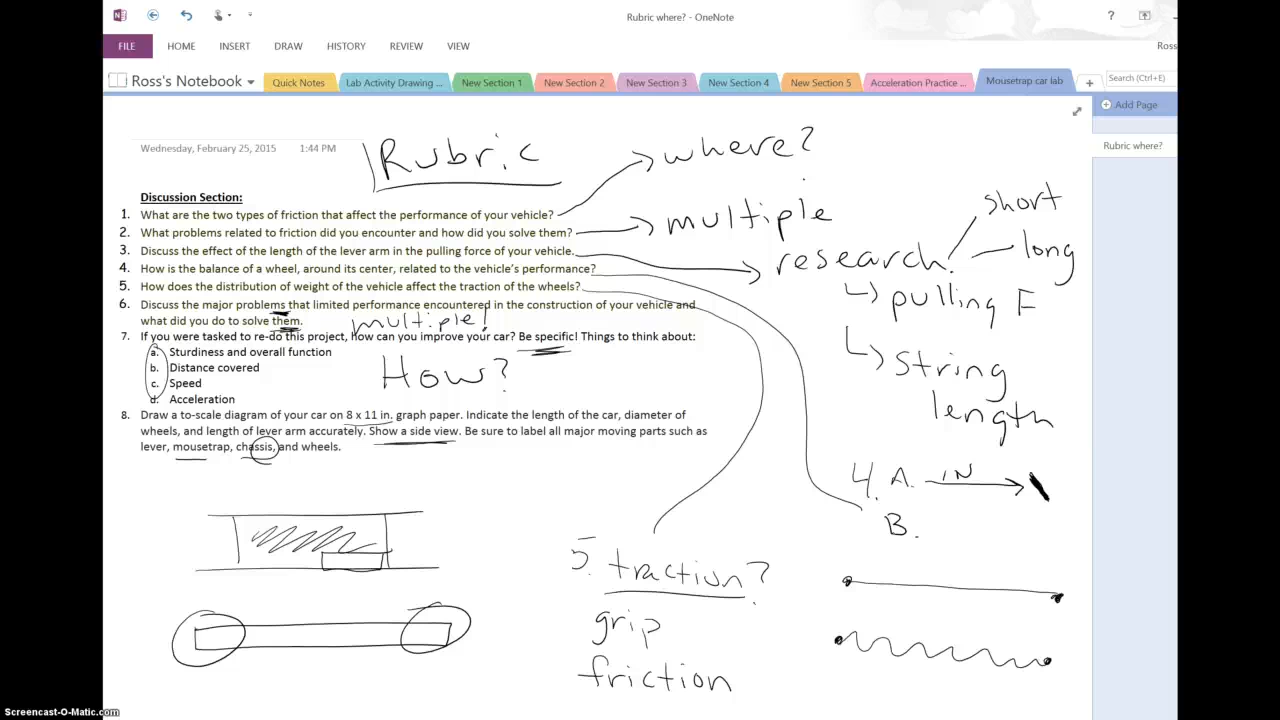 Rubric where? - OneNote
?
FILE HOME INSERT DRAW HISTORY REVIEW VIEW
Ross
Ross's Notebook Quick Notes Lab Activity Drawing ... New Section 1 New Section 2 New Section 3 New Section 4 New Section 5 Acceleration Practice ... Mousetrap car lab + Search (Ctrl+E)
Add Page
Rubric where?
Wednesday, February 25, 2015 1:44 PM
Rubric
where?
Discussion Section:
1. What are the two types of friction that affect the performance of your vehicle?
2. What problems related to friction did you encounter and how did you solve them?
3. Discuss the effect of the length of the lever arm in the pulling force of your vehicle.
4. How is the balance of a wheel, around its center, related to the vehicle's performance?
5. How does the distribution of weight of the vehicle affect the traction of the wheels?
6. Discuss the major problems that limited performance encountered in the construction of your vehicle and
what did you do to solve them.
multiple!
7. If you were tasked to re-do this project, how can you improve your car? Be specific! Things to think about:
a. Sturdiness and overall function
b. Distance covered
c. Speed
d. Acceleration
How?
8. Draw a to-scale diagram of your car on 8 x 11 in. graph paper. Indicate the length of the car, diameter of
wheels, and length of lever arm accurately. Show a side view. Be sure to label all major moving parts such as
lever, mousetrap, chassis, and wheels.
multiple
short
research.
long
pulling F
string
length
4. A. IN
B.
5. traction?
grip
friction
Screencast-O-Matic.com